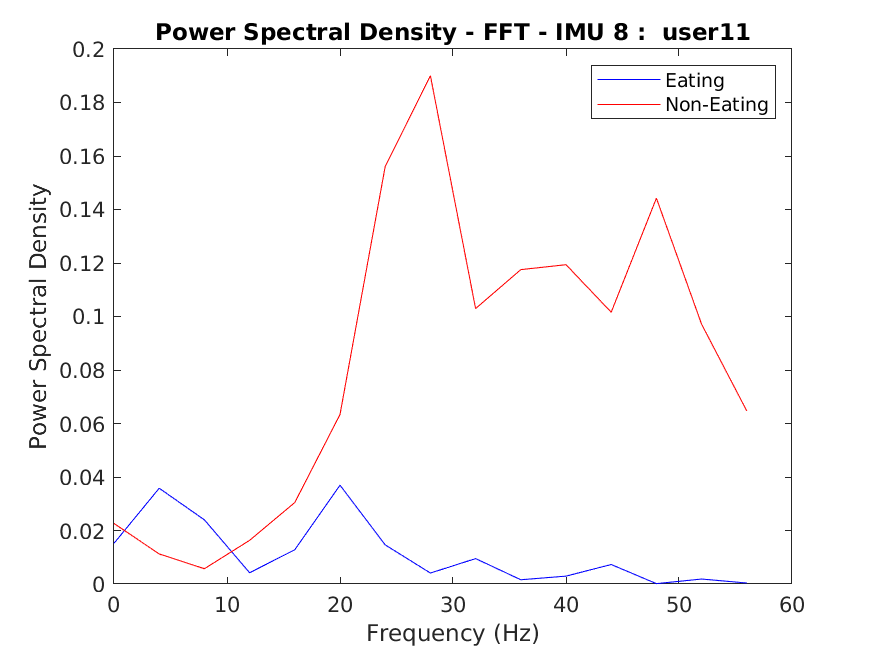 Power Spectral Density - FFT - IMU 8 :  user11
Eating
Non-Eating
Power Spectral Density
0.2
0.18
0.16
0.14
0.12
0.1
0.08
0.06
0.04
0.02
0
0 10 20 30 40 50 60
Frequency (Hz)